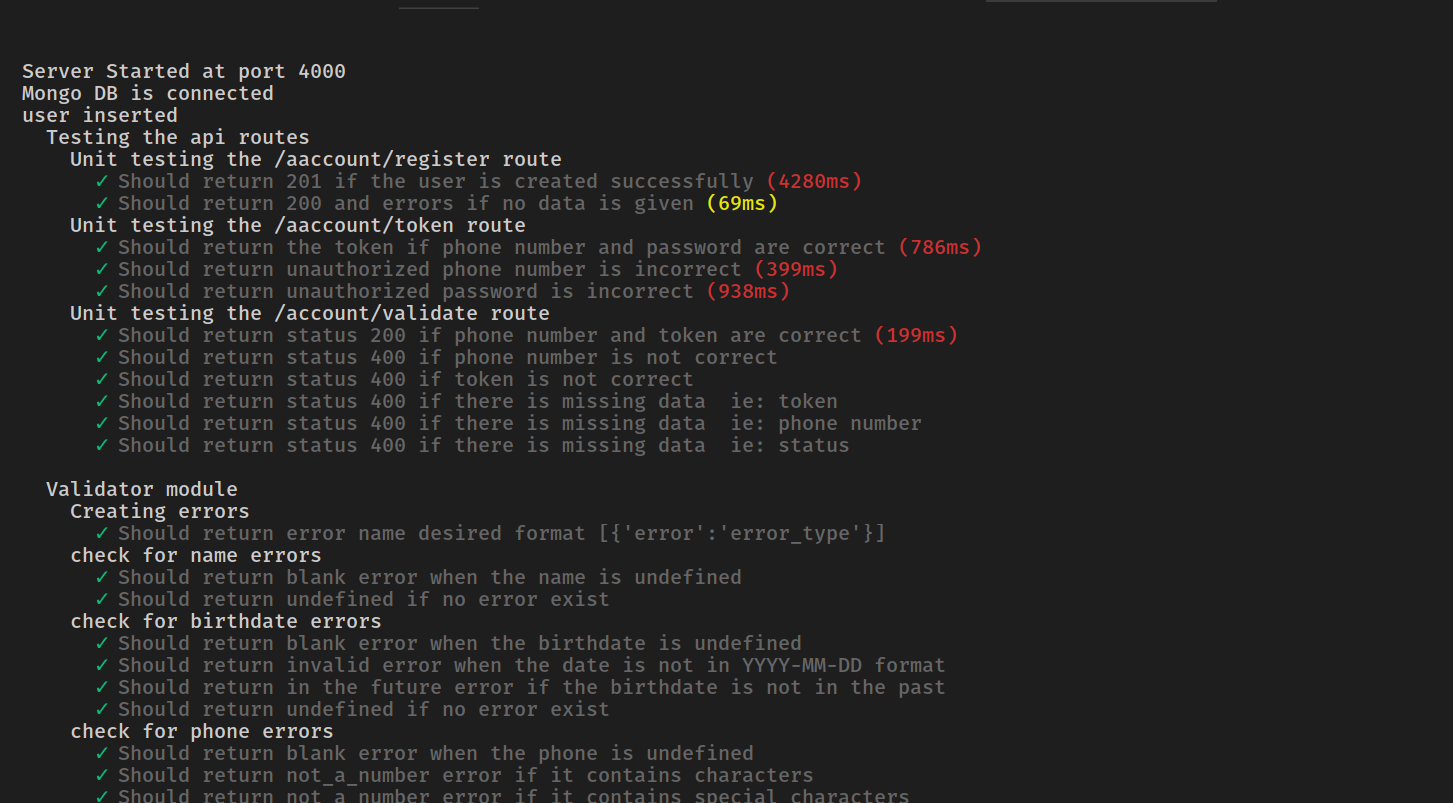 Server Started at port 4000
Mongo DB is connected
user inserted
Testing the api routes
Unit testing the /aaccount/register route
✓ Should return 201 if the user is created successfully (4280ms)
✓ Should return 200 and errors if no data is given (69ms)
Unit testing the /aaccount/token route
✓ Should return the token if phone number and password are correct (786ms)
✓ Should return unauthorized phone number is incorrect (399ms)
✓ Should return unauthorized password is incorrect (938ms)
Unit testing the /account/validate route
✓ Should return status 200 if phone number and token are correct (199ms)
✓ Should return status 400 if phone number is not correct
✓ Should return status 400 if token is not correct
✓ Should return status 400 if there is missing data  ie: token
✓ Should return status 400 if there is missing data  ie: phone number
✓ Should return status 400 if there is missing data  ie: status
Validator module
Creating errors
✓ Should return error name desired format [{'error':'error_type'}]
check for name errors
✓ Should return blank error when the name is undefined
✓ Should return undefined if no error exist
check for birthdate errors
✓ Should return blank error when the birthdate is undefined
✓ Should return invalid error when the date is not in YYYY-MM-DD format
✓ Should return in the future error if the birthdate is not in the past
✓ Should return undefined if no error exist
check for phone errors
✓ Should return blank error when the phone is undefined
✓ Should return not_a_number error if it contains characters
✓ Should return not a number error if it contains special characters